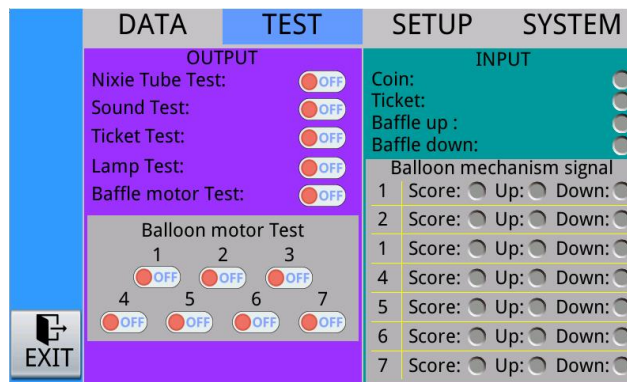 DATA TEST SETUP SYSTEM
OUTPUT
Nixie Tube Test: OFF
Sound Test: OFF
Ticket Test: OFF
Lamp Test: OFF
Baffle motor Test: OFF
Balloon motor Test
1 2 3
OFF OFF OFF
4 5 6 7
OFF OFF OFF OFF
INPUT
Coin:
Ticket:
Baffle up :
Baffle down:
Balloon mechanism signal
1 Score: Up: Down:
2 Score: Up: Down:
1 Score: Up: Down:
4 Score: Up: Down:
5 Score: Up: Down:
6 Score: Up: Down:
7 Score: Up: Down:
EXIT